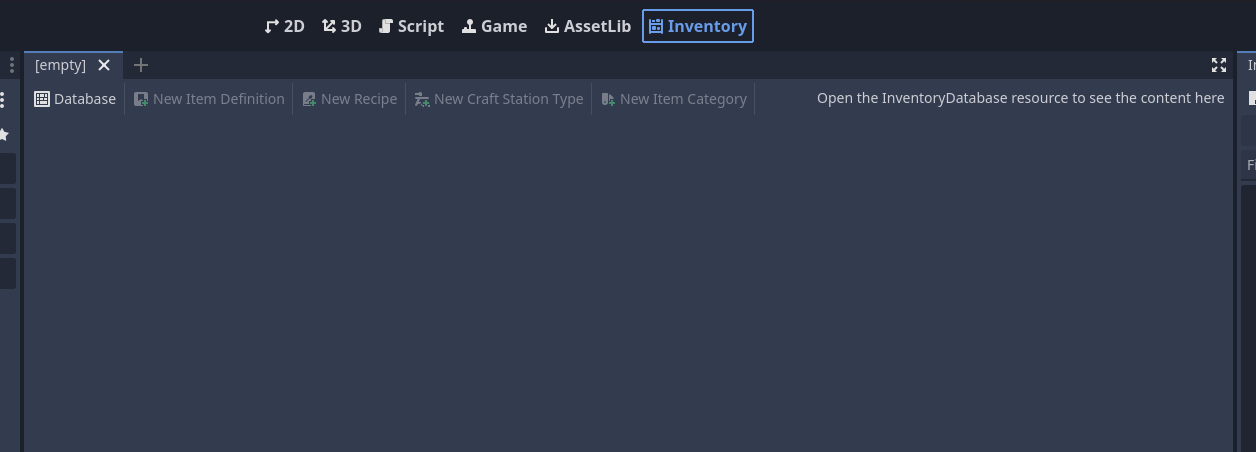 2D 3D Script Game AssetLib Inventory
[empty]
Database New Item Definition New Recipe New Craft Station Type New Item Category Open the InventoryDatabase resource to see the content here